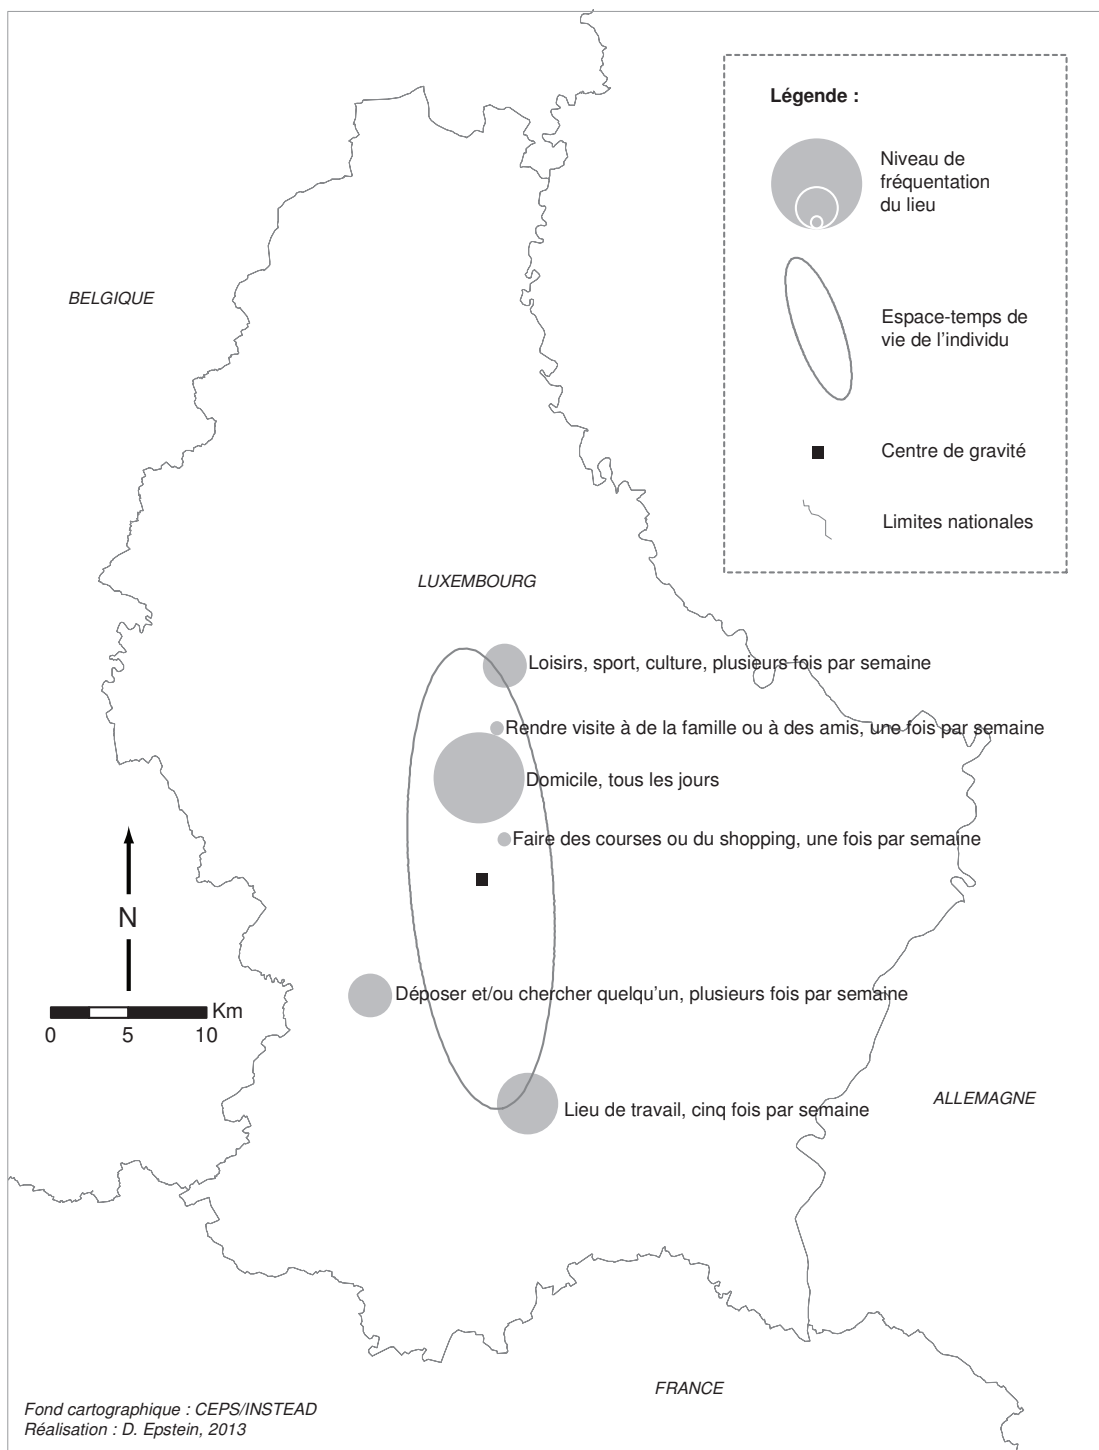 Légende :
Niveau de
fréquentation
du lieu
Espace-temps de
vie de l'individu
Centre de gravité
Limites nationales
BELGIQUE
LUXEMBOURG
Loisirs, sport, culture, plusieurs fois par semaine
Rendre visite à de la famille ou à des amis, une fois par semaine
Domicile, tous les jours
Faire des courses ou du shopping, une fois par semaine
N
Déposer et/ou chercher quelqu'un, plusieurs fois par semaine
Km
0 5 10
Lieu de travail, cinq fois par semaine
ALLEMAGNE
FRANCE
Fond cartographique : CEPS/INSTEAD
Réalisation : D. Epstein, 2013